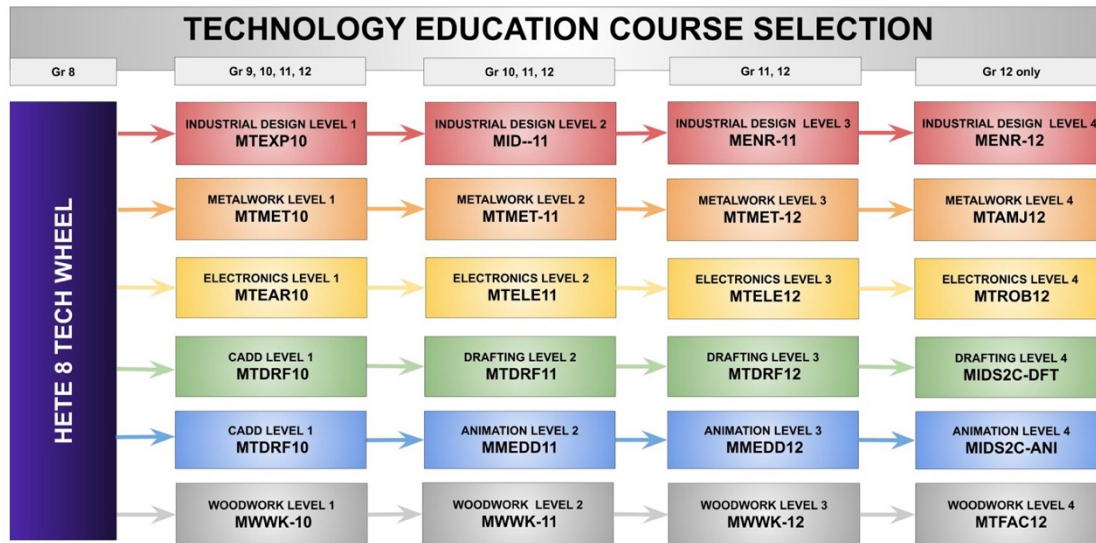 TECHNOLOGY EDUCATION COURSE SELECTION
Gr 8
Gr 9, 10, 11, 12
Gr 10, 11, 12
Gr 11, 12
Gr 12 only
HETE 8 TECH WHEEL
INDUSTRIAL DESIGN LEVEL 1
MTEXP10
INDUSTRIAL DESIGN LEVEL 2
MID--11
INDUSTRIAL DESIGN LEVEL 3
MENR-11
INDUSTRIAL DESIGN LEVEL 4
MENR-12
METALWORK LEVEL 1
MTMET10
METALWORK LEVEL 2
MTMET-11
METALWORK LEVEL 3
MTMET-12
METALWORK LEVEL 4
MTAMJ12
ELECTRONICS LEVEL 1
MTEAR10
ELECTRONICS LEVEL 2
MTELE11
ELECTRONICS LEVEL 3
MTELE12
ELECTRONICS LEVEL 4
MTROB12
CADD LEVEL 1
MTDRF10
DRAFTING LEVEL 2
MTDRF11
DRAFTING LEVEL 3
MTDRF12
DRAFTING LEVEL 4
MIDS2C-DFT
CADD LEVEL 1
MTDRF10
ANIMATION LEVEL 2
MMEDD11
ANIMATION LEVEL 3
MMEDD12
ANIMATION LEVEL 4
MIDS2C-ANI
WOODWORK LEVEL 1
MWWK-10
WOODWORK LEVEL 2
MWWK-11
WOODWORK LEVEL 3
MWWK-12
WOODWORK LEVEL 4
MTFAC12